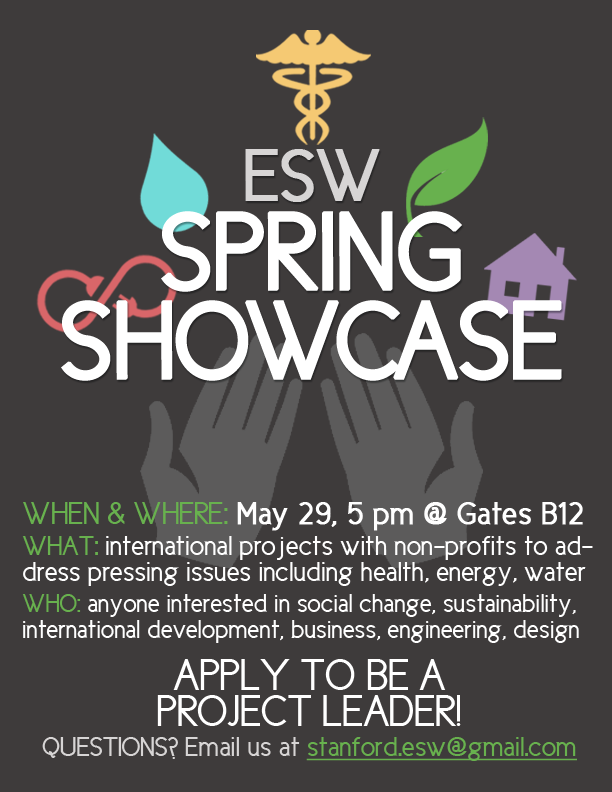 ESW
SPRING
SHOWCASE
WHEN & WHERE: May 29, 5 pm @ Gates B12
WHAT: international projects with non-profits to ad-
dress pressing issues including health, energy, water
WHO: anyone interested in social change, sustainability,
international development, business, engineering, design
APPLY TO BE A
PROJECT LEADER!
QUESTIONS? Email us at stanford.esw@gmail.com